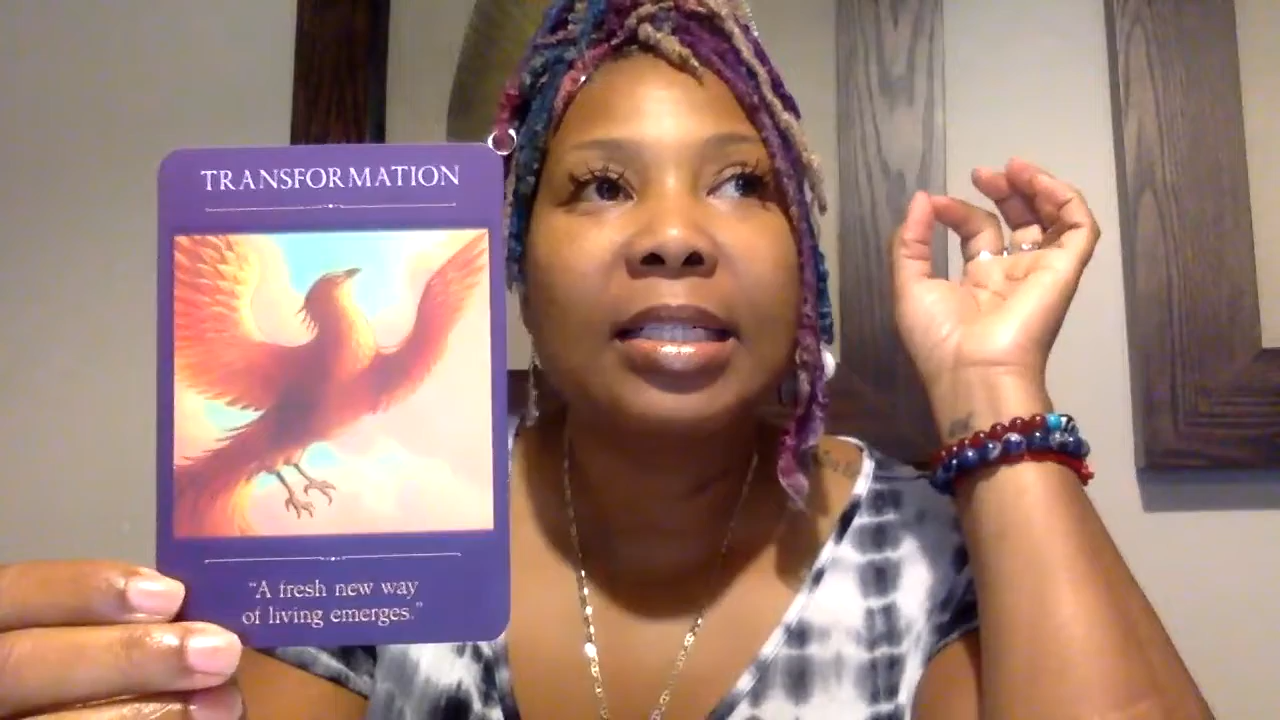 TRANSFORMATION
“A fresh new way
of living emerges.”